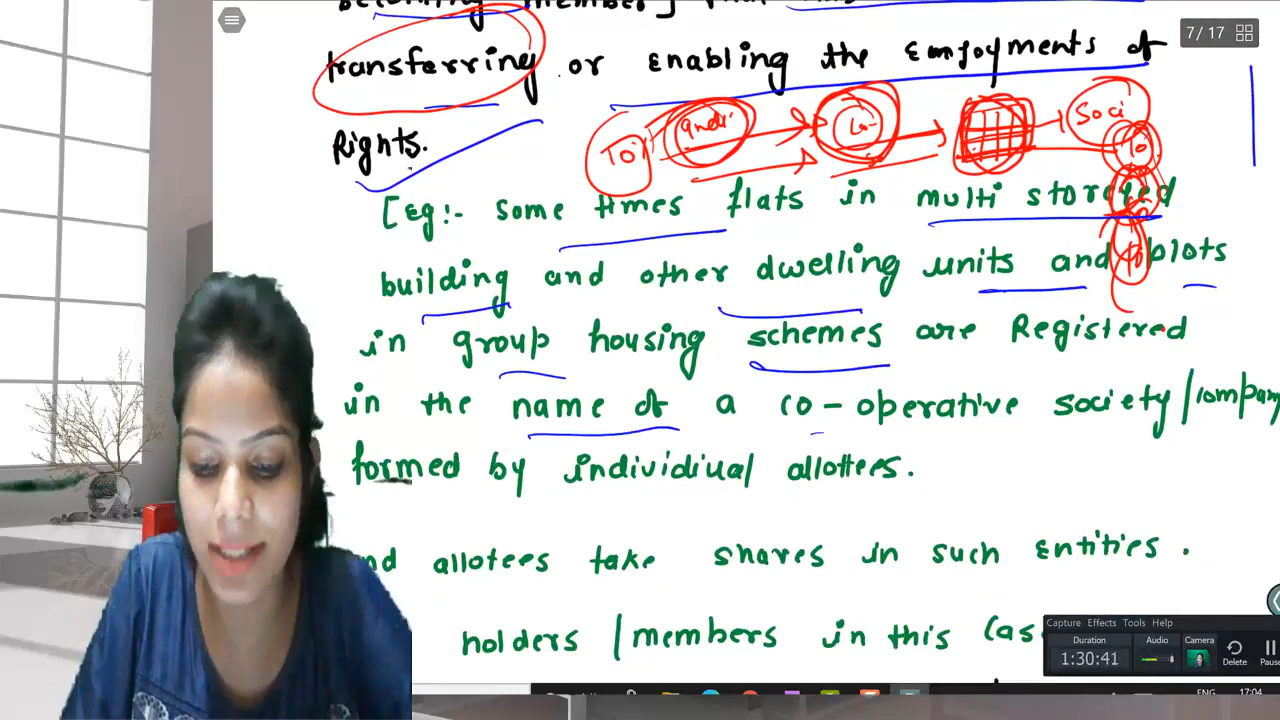 transferring or enabling the Emjoyments of
Rights.
[Eg:- some times flats in multi storeyed
building and other dwelling units and plots
in group housing schemes are Registered
in the name of a co-operative society/company
formed by individiual allottees.
allotees take shares in such Entities.
holders /members in this
7 / 17
Soci
Capture Effects Tools Help
Duration
1:30:41
Audio
Camera
Delete
Pause
ENG
17:04